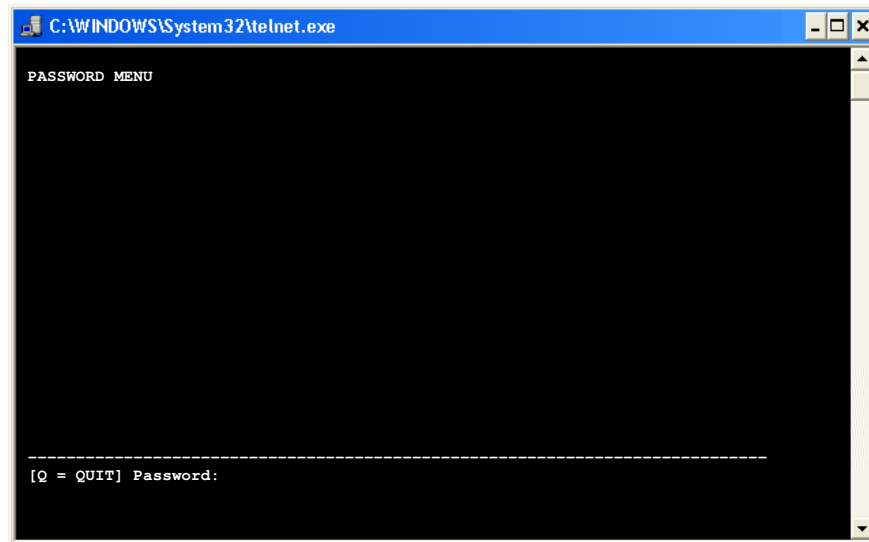 C:\WINDOWS\System32\telnet.exe
PASSWORD MENU
-----------------------------------------------------------------------------
[Q = QUIT] Password: